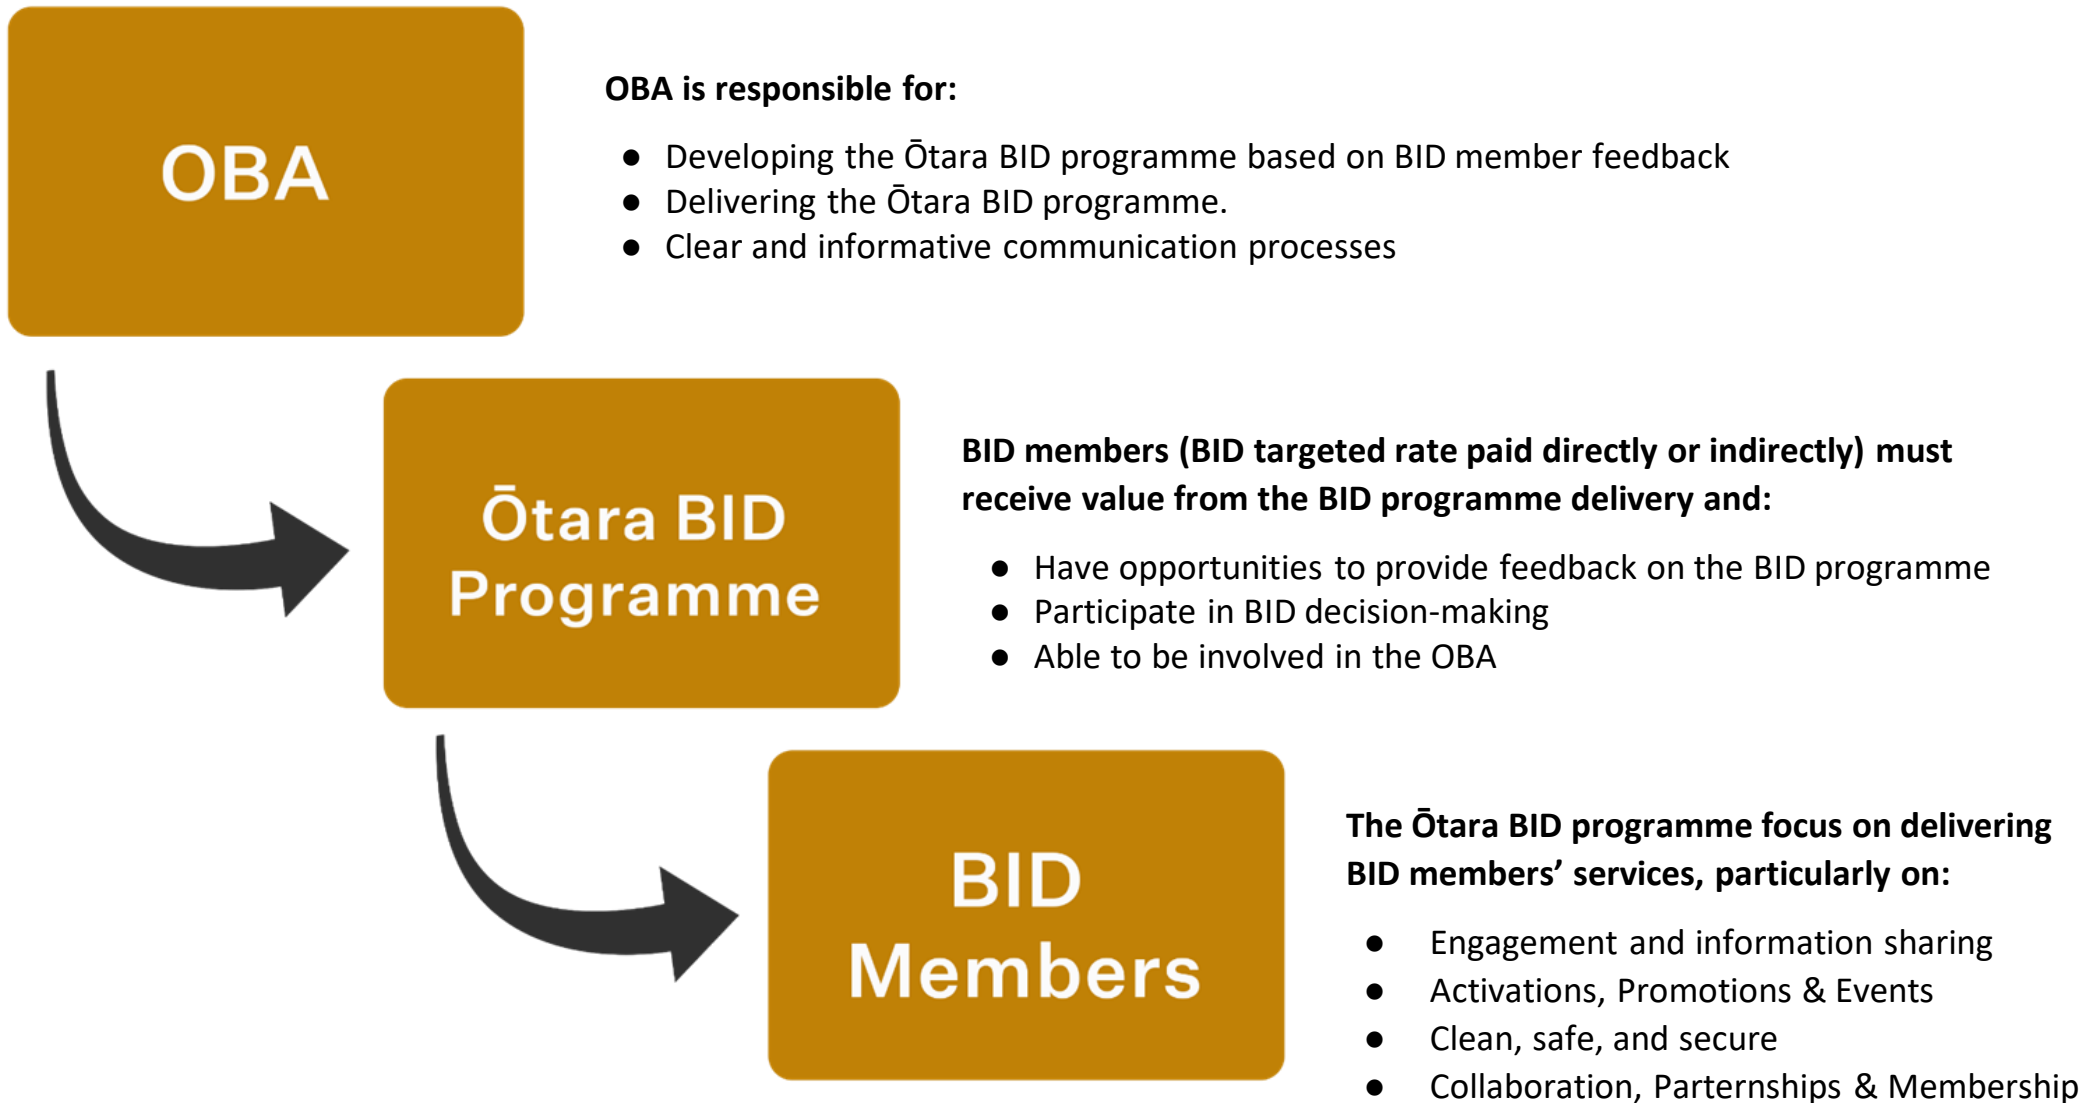 OBA
OBA is responsible for:
● Developing the Ōtara BID programme based on BID member feedback
● Delivering the Ōtara BID programme.
● Clear and informative communication processes
Ōtara BID
Programme
BID members (BID targeted rate paid directly or indirectly) must
receive value from the BID programme delivery and:
● Have opportunities to provide feedback on the BID programme
● Participate in BID decision-making
● Able to be involved in the OBA
BID
Members
The Ōtara BID programme focus on delivering
BID members’ services, particularly on:
● Engagement and information sharing
● Activations, Promotions & Events
● Clean, safe, and secure
● Collaboration, Parternships & Membership